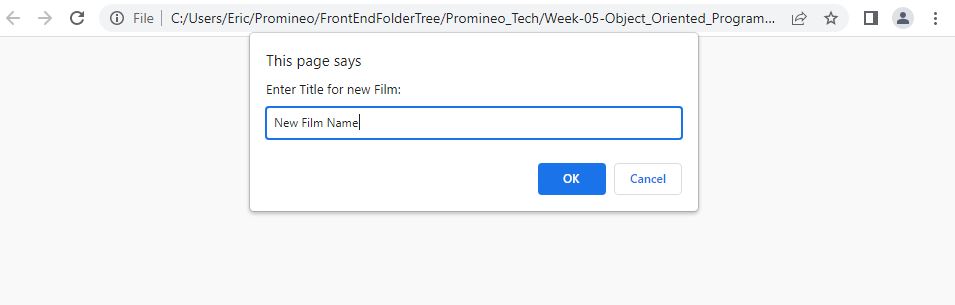 File C:/Users/Eric/Promineo/FrontEndFolderTree/Promineo_Tech/Week-05-Object_Oriented_Program...
This page says
Enter Title for new Film:
New Film Name
OK Cancel